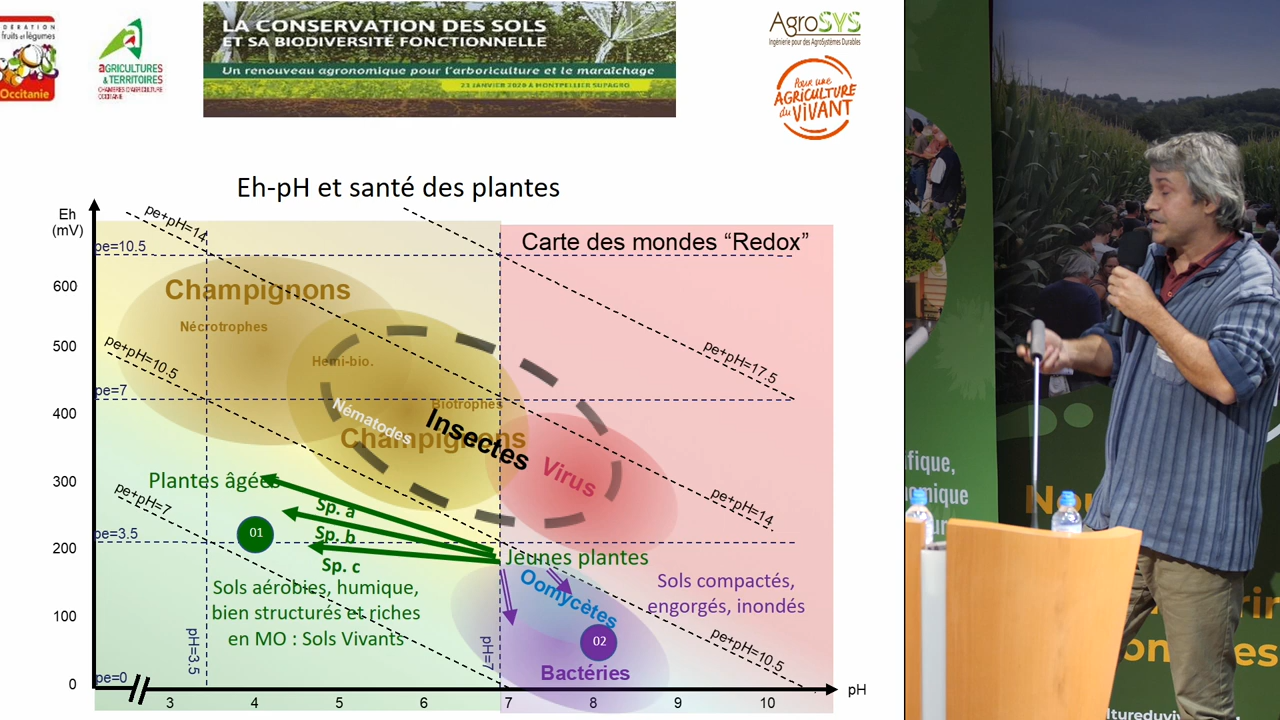 fruits et légumes
Occitanie
AGRICULTURES
& TERRITOIRES
CHAMBRES D'AGRICULTURE
OCCITANIE
LA CONSERVATION DES SOLS
ET SA BIODIVERSITÉ FONCTIONNELLE
Un renouveau agronomique pour l'arboriculture et le maraîchage
21 JANVIER 2020 À MONTPELLIER SUPAGRO
AgroSYS
Ingénierie pour des AgroSystèmes Durables
Pour une
AGRICULTURE
du VIVANT
Eh-pH et santé des plantes
Eh
(mV)
pe+pH=14
pe=10.5
Carte des mondes “Redox”
600
Champignons
Nécrotrophes
500
pe+pH=10.5
Hemi-bio.
pe+pH=17.5
pe=7
400
Biotrophes
Nématodes
Insectes
Champignons
300
Virus
Plantes âgées
pe+pH=7
pe+pH=14
Sp. a
01
pe=3.5
200
Sp. b
Jeunes plantes
Sp. c
Oomycètes
Sols aérobies, humique,
bien structurés et riches
en MO : Sols Vivants
Sols compactés,
engorgés, inondés
100
02
pe+pH=10.5
pH=3.5
pH=7
Bactéries
pe=0
0
3
4
5
6
7
8
9
10
pH